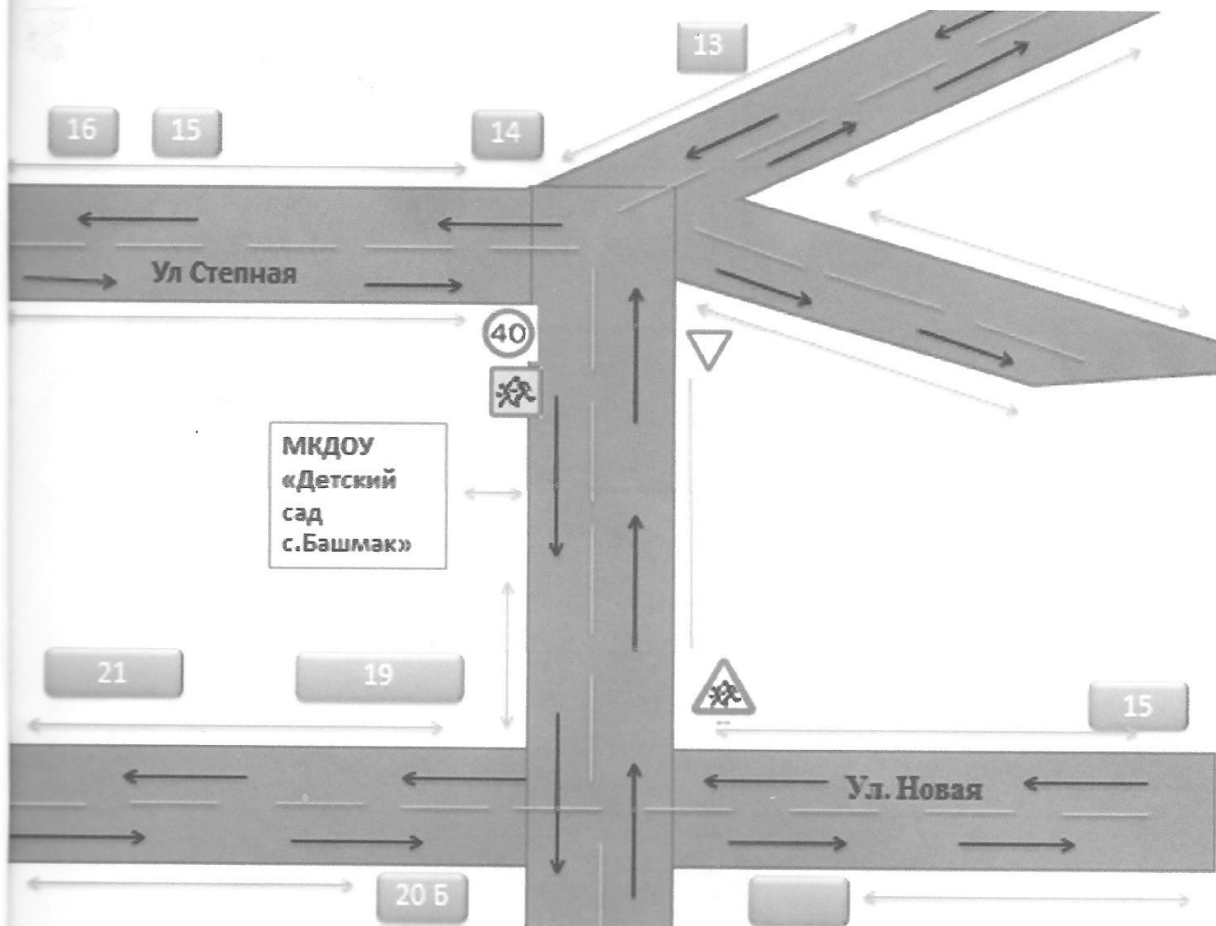 13
16
15
14
Ул Степная
40
МКДОУ
«Детский
сад
с.Башмак»
21
19
15
Ул. Новая
20 Б